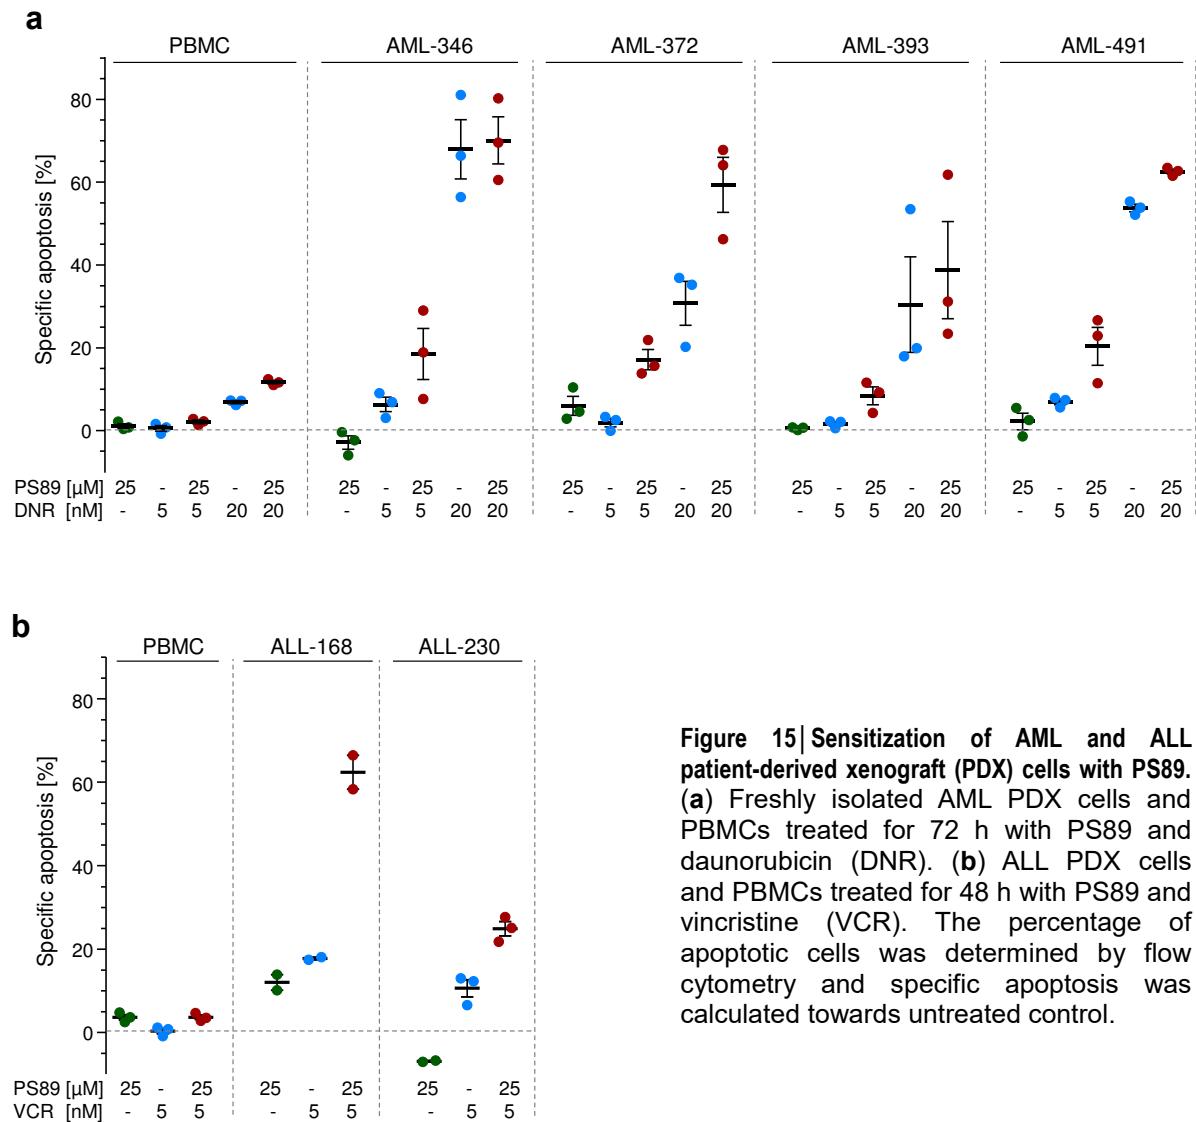 a
PBMC AML-346 AML-372 AML-393 AML-491
Specific apoptosis [%]
80
60
40
20
0
PS89 [µM] 25 - 25 - 25 25 - 25 - 25 25 - 25 - 25 25 - 25 - 25 25 - 25 - 25
DNR [nM] - 5 5 20 20 - 5 5 20 20 - 5 5 20 20 - 5 5 20 20 - 5 5 20 20
b
PBMC ALL-168 ALL-230
Specific apoptosis [%]
80
60
40
20
0
PS89 [µM] 25 - 25 25 - 25 25 - 25
VCR [nM] - 5 5 - 5 5 - 5 5
Figure 15| Sensitization of AML and ALL
patient-derived xenograft (PDX) cells with PS89.
(a) Freshly isolated AML PDX cells and
PBMCs treated for 72 h with PS89 and
daunorubicin (DNR). (b) ALL PDX cells
and PBMCs treated for 48 h with PS89 and
vincristine (VCR). The percentage of
apoptotic cells was determined by flow
cytometry and specific apoptosis was
calculated towards untreated control.